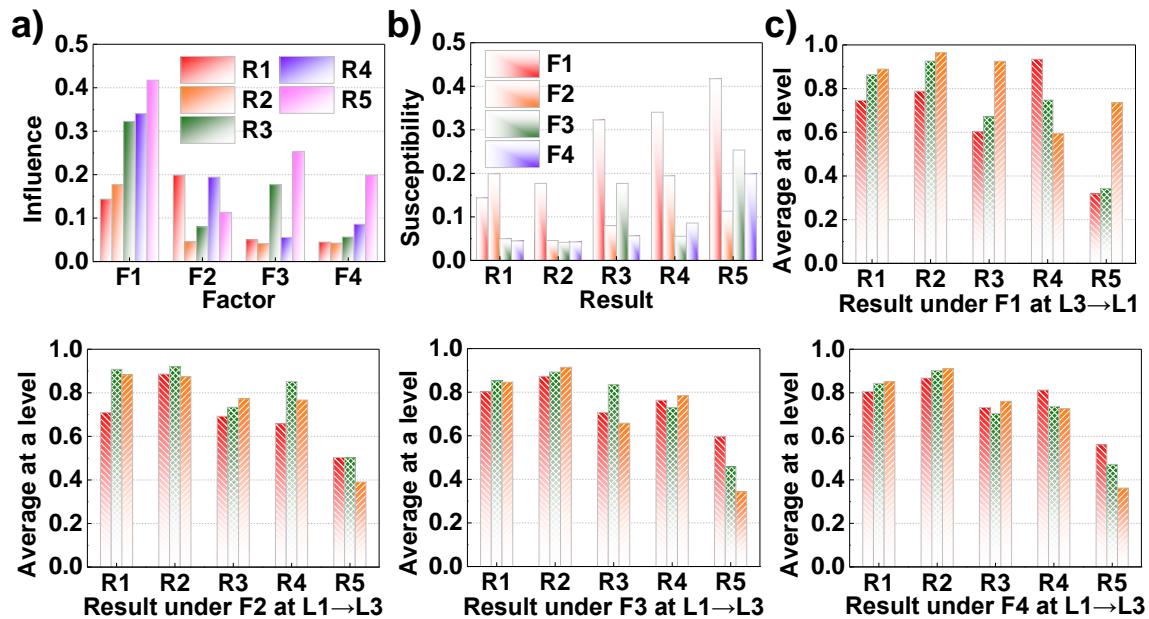 a)
0.5
0.4
0.3
0.2
0.1
0.0
Influence
R1 R4
R2 R5
R3
F1 F2 F3 F4
Factor
b)
0.5
0.4
0.3
0.2
0.1
0.0
Susceptibility
F1
F2
F3
F4
R1 R2 R3 R4 R5
Result
c)
1.0
0.8
0.6
0.4
0.2
0.0
Average at a level
R1 R2 R3 R4 R5
Result under F1 at L3→L1
1.0
0.8
0.6
0.4
0.2
0.0
Average at a level
R1 R2 R3 R4 R5
Result under F2 at L1→L3
1.0
0.8
0.6
0.4
0.2
0.0
Average at a level
R1 R2 R3 R4 R5
Result under F3 at L1→L3
1.0
0.8
0.6
0.4
0.2
0.0
Average at a level
R1 R2 R3 R4 R5
Result under F4 at L1→L3